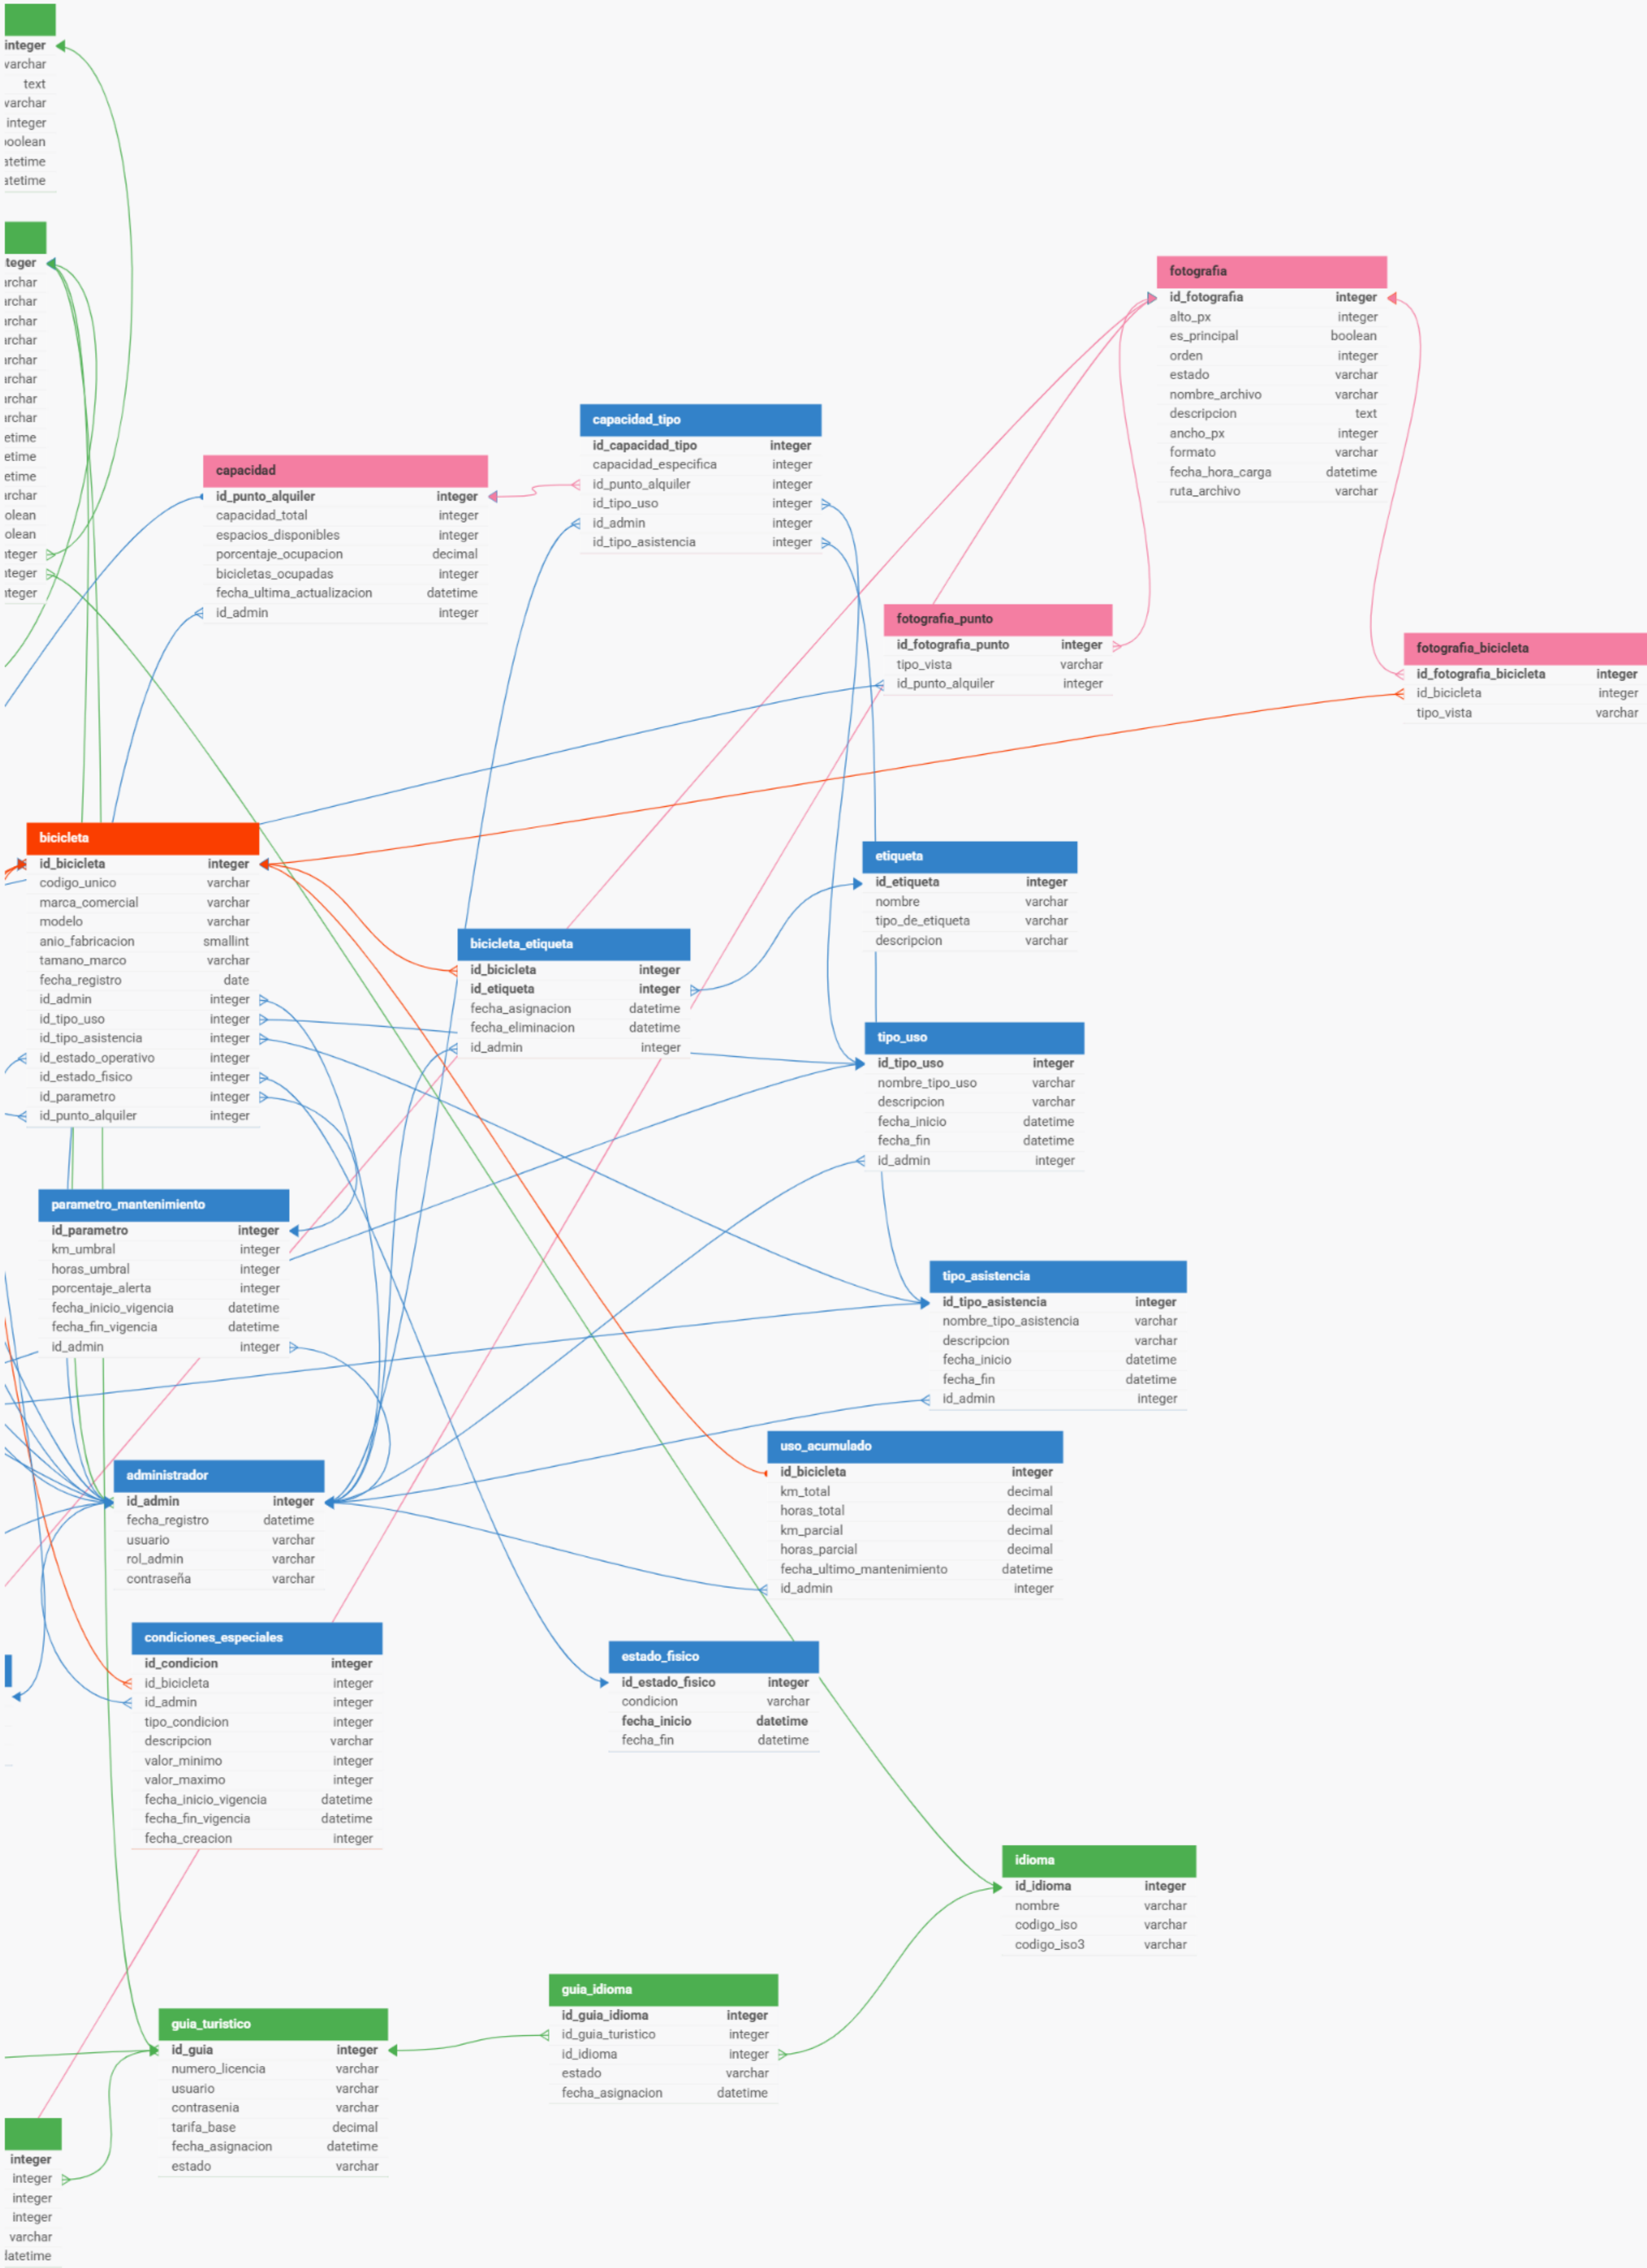 integer
text
integer
capacidad
id_punto_alquiler integer
capacidad_total integer
espacios_disponibles integer
porcentaje_ocupacion decimal
bicicletas_ocupadas integer
fecha_ultima_actualizacion datetime
id_admin integer
capacidad_tipo
id_capacidad_tipo integer
capacidad_especifica integer
id_punto_alquiler integer
id_tipo_uso integer
id_admin integer
id_tipo_asistencia integer
fotografia
id_fotografia integer
alto_px integer
es_principal boolean
orden integer
estado varchar
nombre_archivo varchar
descripcion text
ancho_px integer
formato varchar
fecha_hora_carga datetime
ruta_archivo varchar
fotografia_punto
id_fotografia_punto integer
tipo_vista varchar
id_punto_alquiler integer
fotografia_bicicleta
id_fotografia_bicicleta integer
id_bicicleta integer
tipo_vista varchar
bicicleta
id_bicicleta integer
codigo_unico varchar
marca_comercial varchar
modelo varchar
anio_fabricacion smallint
tamano_marco varchar
fecha_registro date
id_admin integer
id_tipo_uso integer
id_tipo_asistencia integer
id_estado_operativo integer
id_estado_fisico integer
id_parametro integer
id_punto_alquiler integer
etiqueta
id_etiqueta integer
nombre varchar
tipo_de_etiqueta varchar
descripcion varchar
bicicleta_etiqueta
id_bicicleta integer
id_etiqueta integer
fecha_asignacion datetime
fecha_eliminacion datetime
id_admin integer
tipo_uso
id_tipo_uso integer
nombre_tipo_uso varchar
descripcion varchar
fecha_inicio datetime
fecha_fin datetime
id_admin integer
parametro_mantenimiento
id_parametro integer
km_umbral integer
horas_umbral integer
porcentaje_alerta integer
fecha_inicio_vigencia datetime
fecha_fin_vigencia datetime
id_admin integer
tipo_asistencia
id_tipo_asistencia integer
nombre_tipo_asistencia varchar
descripcion varchar
fecha_inicio datetime
fecha_fin datetime
id_admin integer
administrador
id_admin integer
fecha_registro datetime
usuario varchar
rol_admin varchar
contraseña varchar
uso_acumulado
id_bicicleta integer
km_total decimal
horas_total decimal
km_parcial decimal
horas_parcial decimal
fecha_ultimo_mantenimiento datetime
id_admin integer
condiciones_especiales
id_condicion integer
id_bicicleta integer
id_admin integer
tipo_condicion integer
descripcion varchar
valor_minimo integer
valor_maximo integer
fecha_inicio_vigencia datetime
fecha_fin_vigencia datetime
fecha_creacion integer
estado_fisico
id_estado_fisico integer
condicion varchar
fecha_inicio datetime
fecha_fin datetime
idioma
id_idioma integer
nombre varchar
codigo_iso varchar
codigo_iso3 varchar
guia_idioma
id_guia_idioma integer
id_guia_turistico integer
id_idioma integer
estado varchar
fecha_asignacion datetime
guia_turistico
id_guia integer
numero_licencia varchar
usuario varchar
contrasenia varchar
tarifa_base decimal
fecha_asignacion datetime
estado varchar
integer
integer
integer
integer
varchar